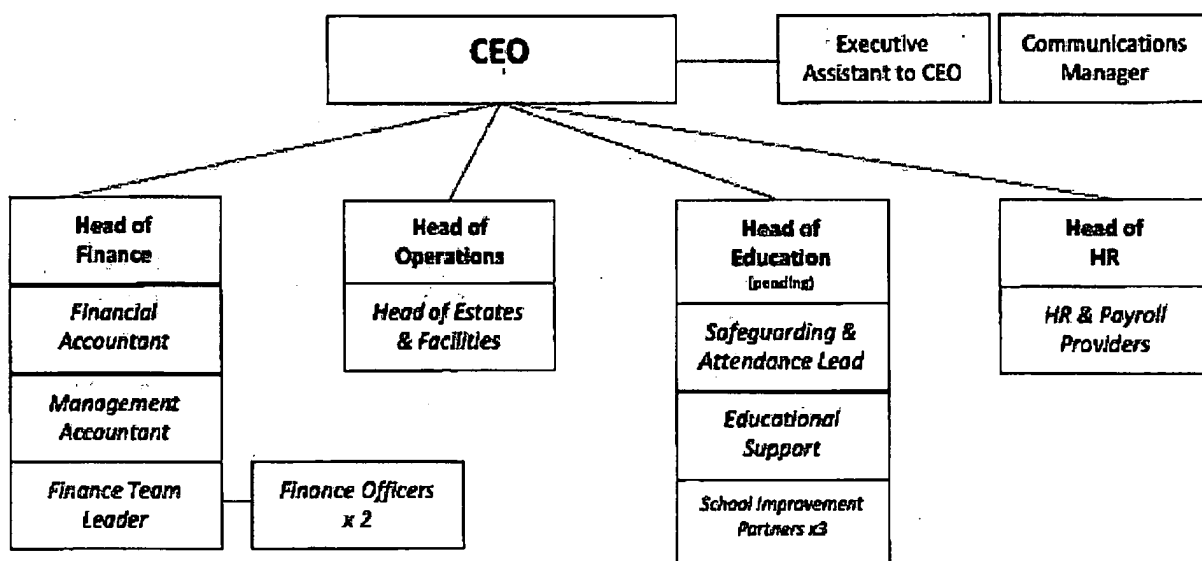 CEO
Executive
Assistant to CEO
Communications
Manager
Head of
Finance
Financial
Accountant
Management
Accountant
Finance Team
Leader
Finance Officers
x 2
Head of
Operations
Head of Estates
& Facilities
Head of
Education
(pending)
Safeguarding &
Attendance Lead
Educational
Support
School Improvement
Partners x3
Head of
HR
HR & Payroll
Providers